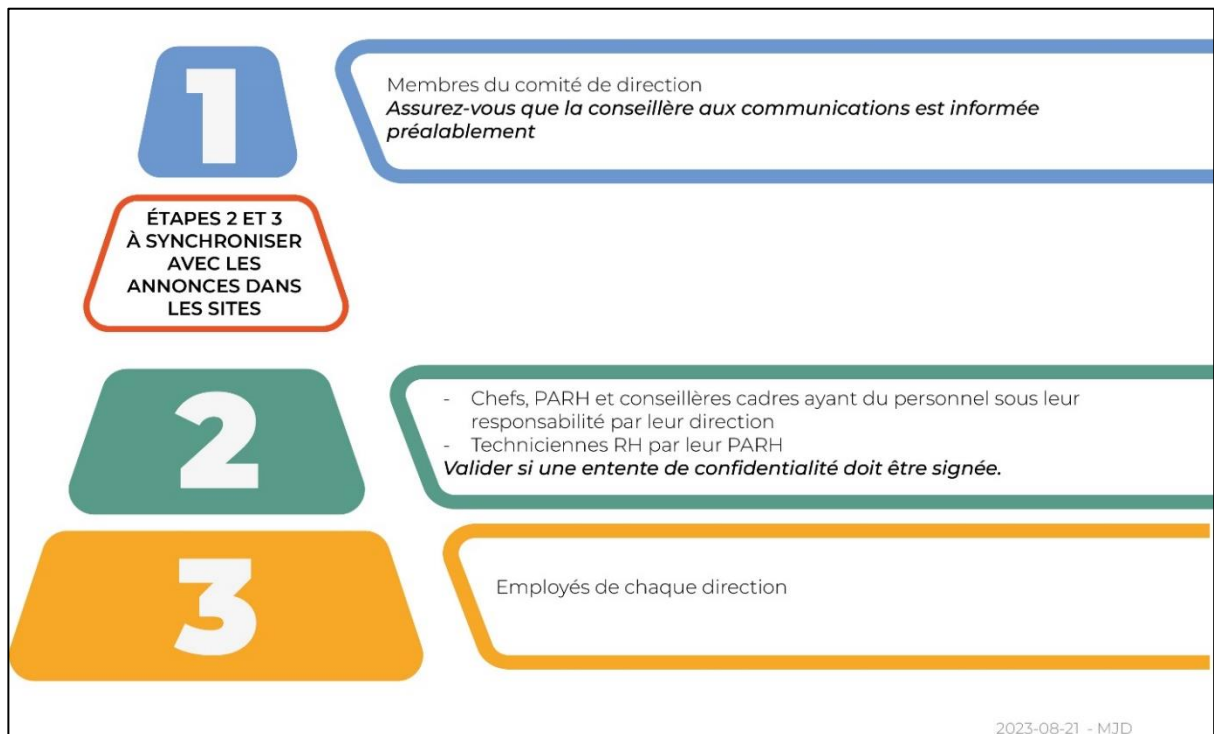 1
Membres du comité de direction
Assurez-vous que la conseillère aux communications est informée
préalablement
ÉTAPES 2 ET 3
À SYNCHRONISER
AVEC LES
ANNONCES DANS
LES SITES
2
- Chefs, PARH et conseillères cadres ayant du personnel sous leur
responsabilité par leur direction
- Techniciennes RH par leur PARH
Valider si une entente de confidentialité doit être signée.
3
Employés de chaque direction
2023-08-21 - MJD